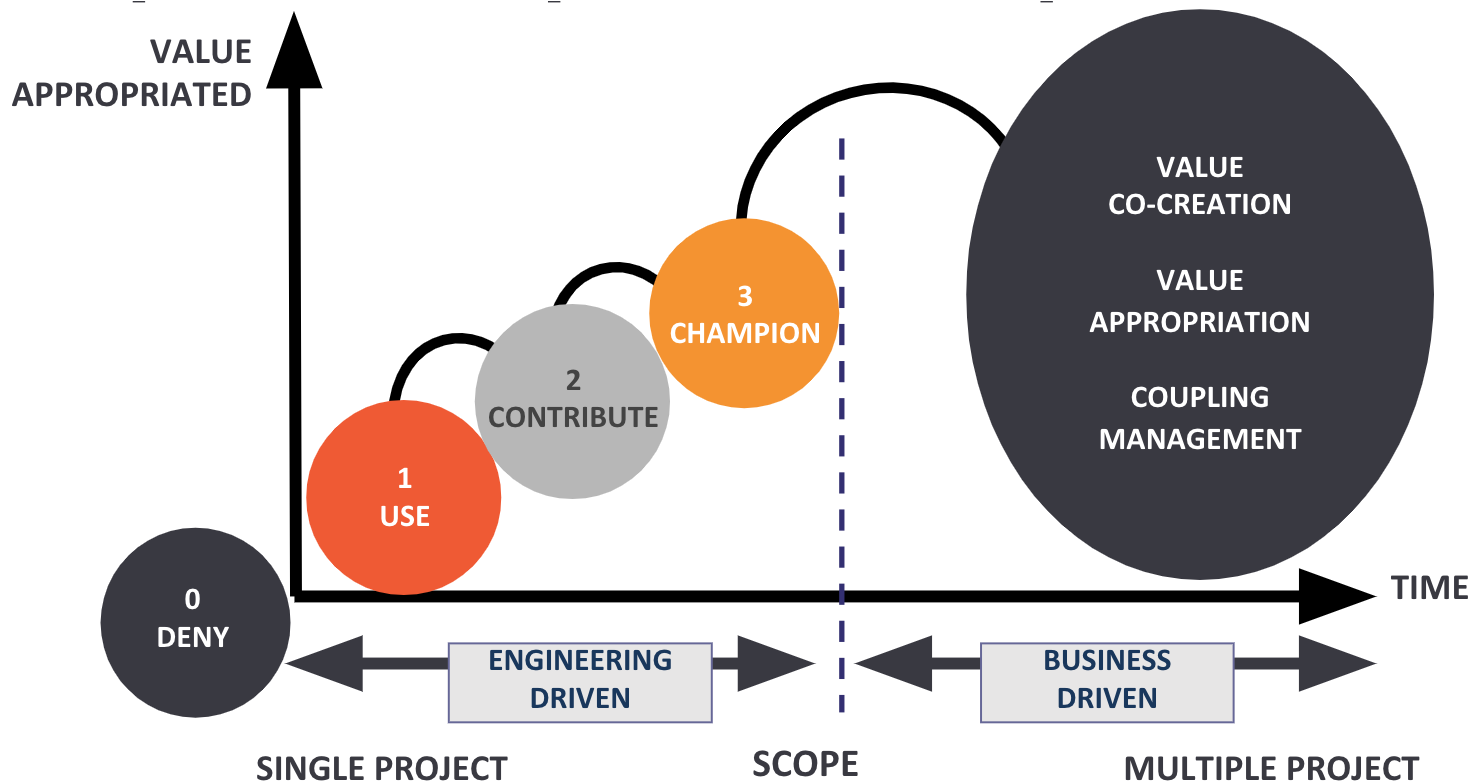 VALUE
APPROPRIATED
VALUE
CO-CREATION
VALUE
APPROPRIATION
COUPLING
MANAGEMENT
3
CHAMPION
2
CONTRIBUTE
1
USE
0
DENY
TIME
ENGINEERING
DRIVEN
BUSINESS
DRIVEN
SINGLE PROJECT
SCOPE
MULTIPLE PROJECT